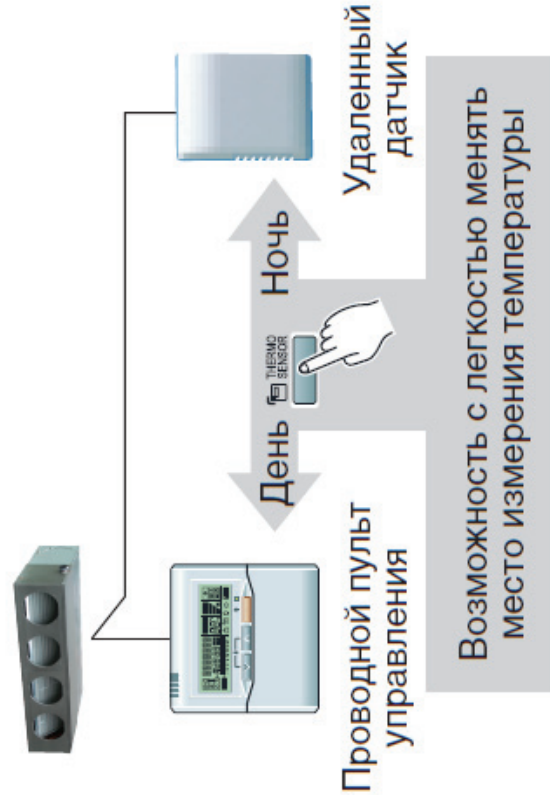 День
THERMO
SENSOR
Ночь
Проводной пульт
управления
Удаленный
датчик
Возможность с легкостью менять
место измерения температуры